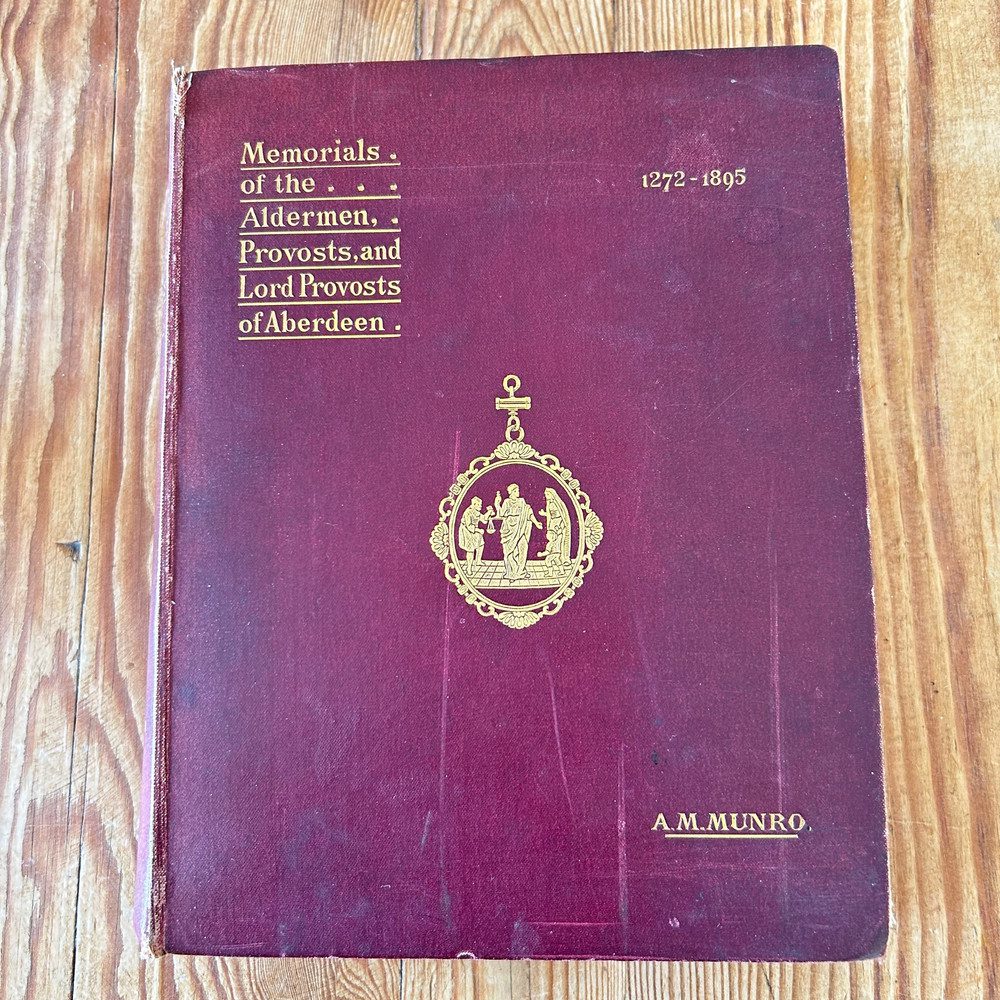 Memorials .
of the . . .
Aldermen, .
Provosts, and
Lord Provosts
of Aberdeen .
1272-1895
A. M. MUNRO.